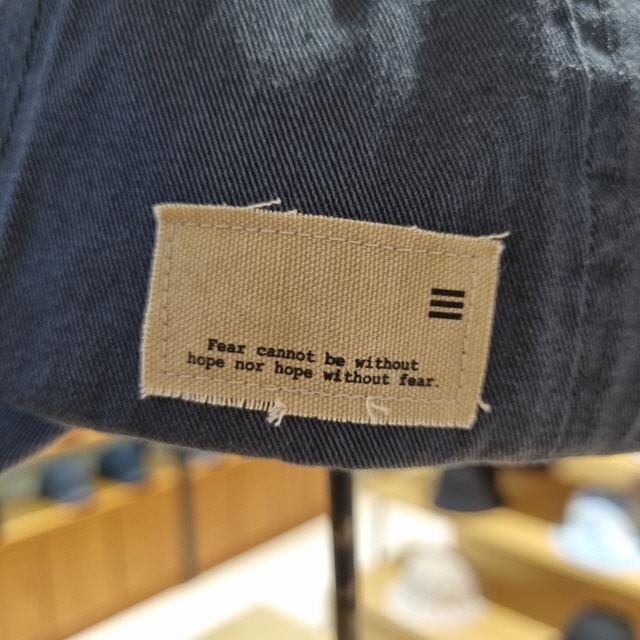 Fear cannot be without
hope nor hope without fear.